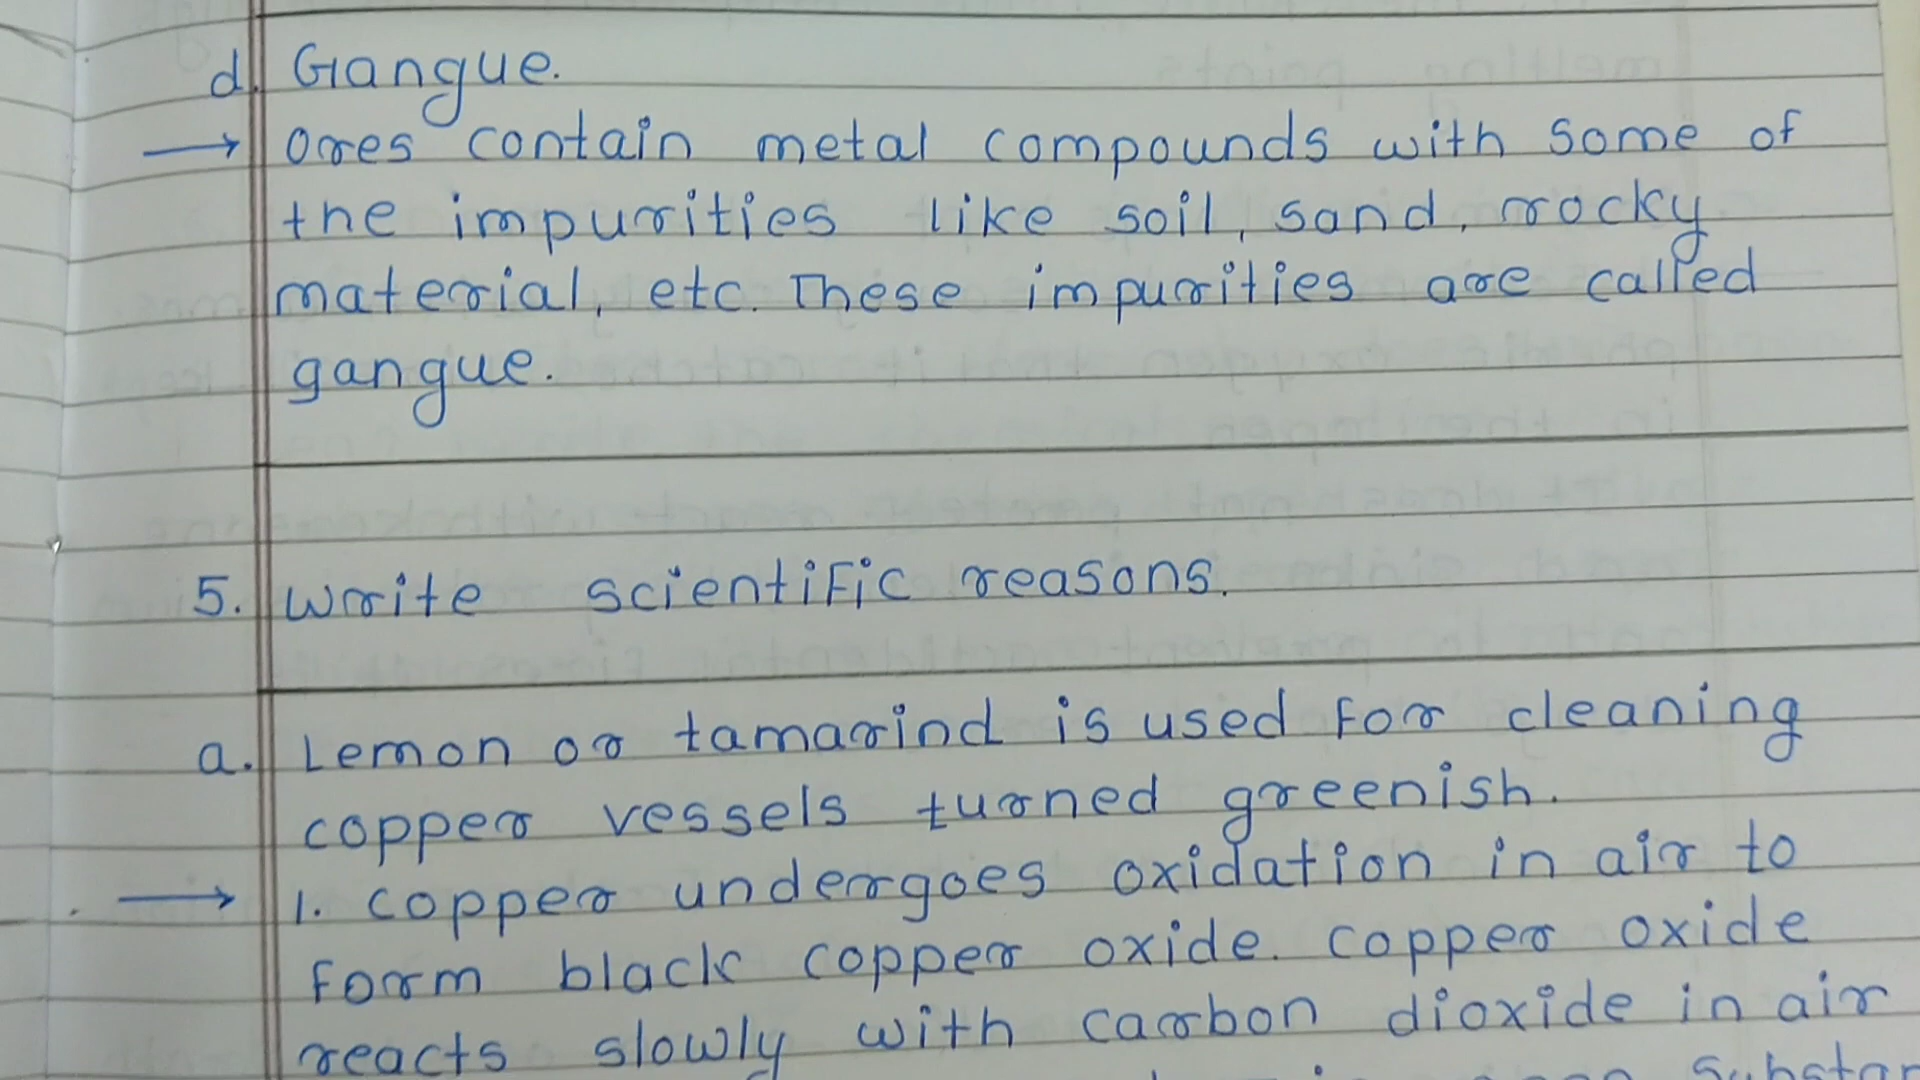 d. Gangue.
→ Ores contain metal compounds with some of
the impurities like soil, sand, rocky
material, etc. These impurities are called
gangue.
5. Write scientific reasons.
a. Lemon or tamarind is used for cleaning
copper vessels turned greenish.
→ 1. Copper undergoes oxidation in air to
form black copper oxide. Copper oxide
reacts slowly with carbon dioxide in air